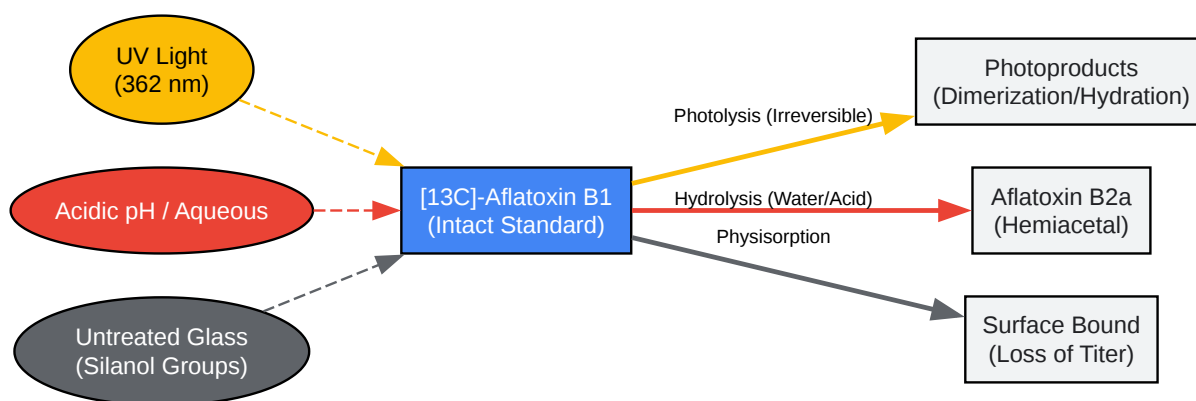 UV Light
(362 nm)
Photoproducts
(Dimerization/Hydration)
Photolysis (Irreversible)
Acidic pH / Aqueous
[13C]-Aflatoxin B1
(Intact Standard)
Hydrolysis (Water/Acid)
Aflatoxin B2a
(Hemiacetal)
Physisorption
Untreated Glass
(Silanol Groups)
Surface Bound
(Loss of Titer)